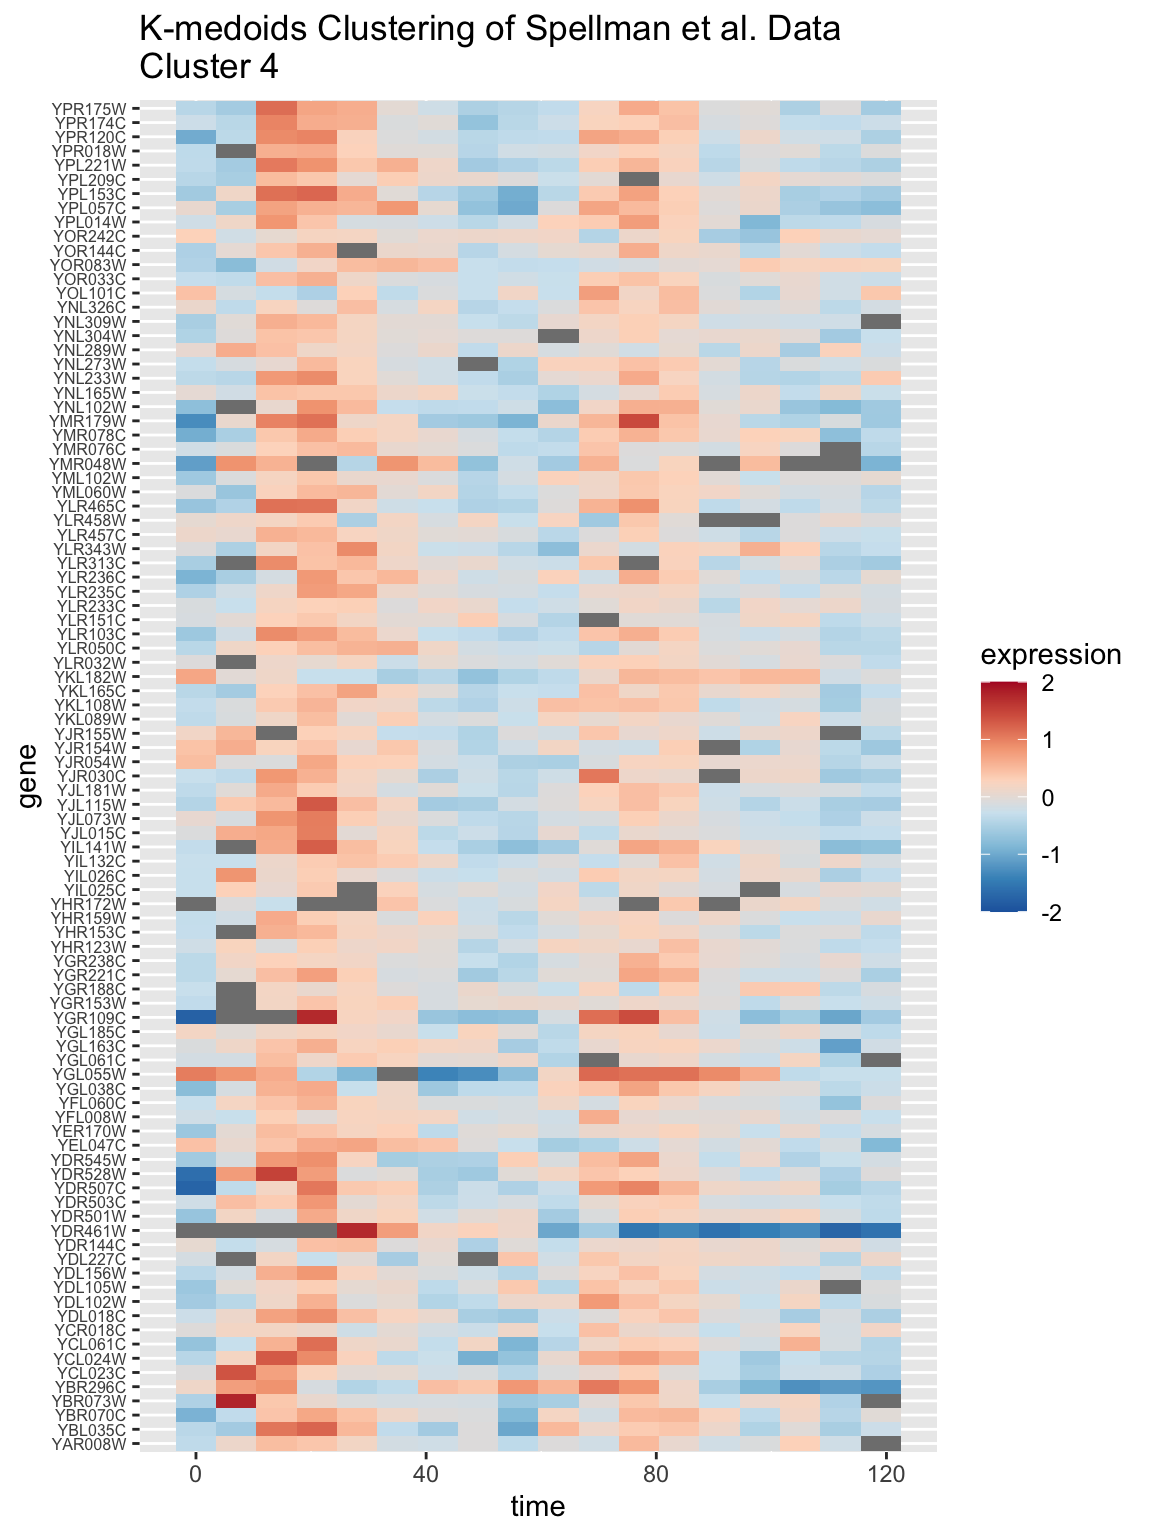 K-medoids Clustering of Spellman et al. Data
Cluster 4
YPR175W
YPR174C
YPR120C
YPR018W
YPL221W
YPL209C
YPL153C
YPL057C
YPL014W
YOR242C
YOR144C
YOR083W
YOR033C
YOL101C
YNL326C
YNL309W
YNL304W
YNL289W
YNL273W
YNL233W
YNL165W
YNL102W
YMR179W
YMR078C
YMR076C
YMR048W
YML102W
YML060W
YLR465C
YLR458W
YLR457C
YLR343W
YLR313C
YLR236C
YLR235C
YLR233C
YLR151C
YLR103C
YLR050C
YLR032W
YKL182W
YKL165C
YKL108W
YKL089W
YJR155W
YJR154W
YJR054W
YJR030C
YJL181W
YJL115W
YJL073W
YJL015C
YIL141W
YIL132C
YIL026C
YIL025C
YHR172W
YHR159W
YHR153C
YHR123W
YGR238C
YGR221C
YGR188C
YGR153W
YGR109C
YGL185C
YGL163C
YGL061C
YGL055W
YGL038C
YFL060C
YFL008W
YER170W
YEL047C
YDR545W
YDR528W
YDR507C
YDR503C
YDR501W
YDR461W
YDR144C
YDL227C
YDL156W
YDL105W
YDL102W
YDL018C
YCR018C
YCL061C
YCL024W
YCL023C
YBR296C
YBR073W
YBR070C
YBL035C
YAR008W
gene
0 40 80 120
time
expression
2
1
0
-1
-2